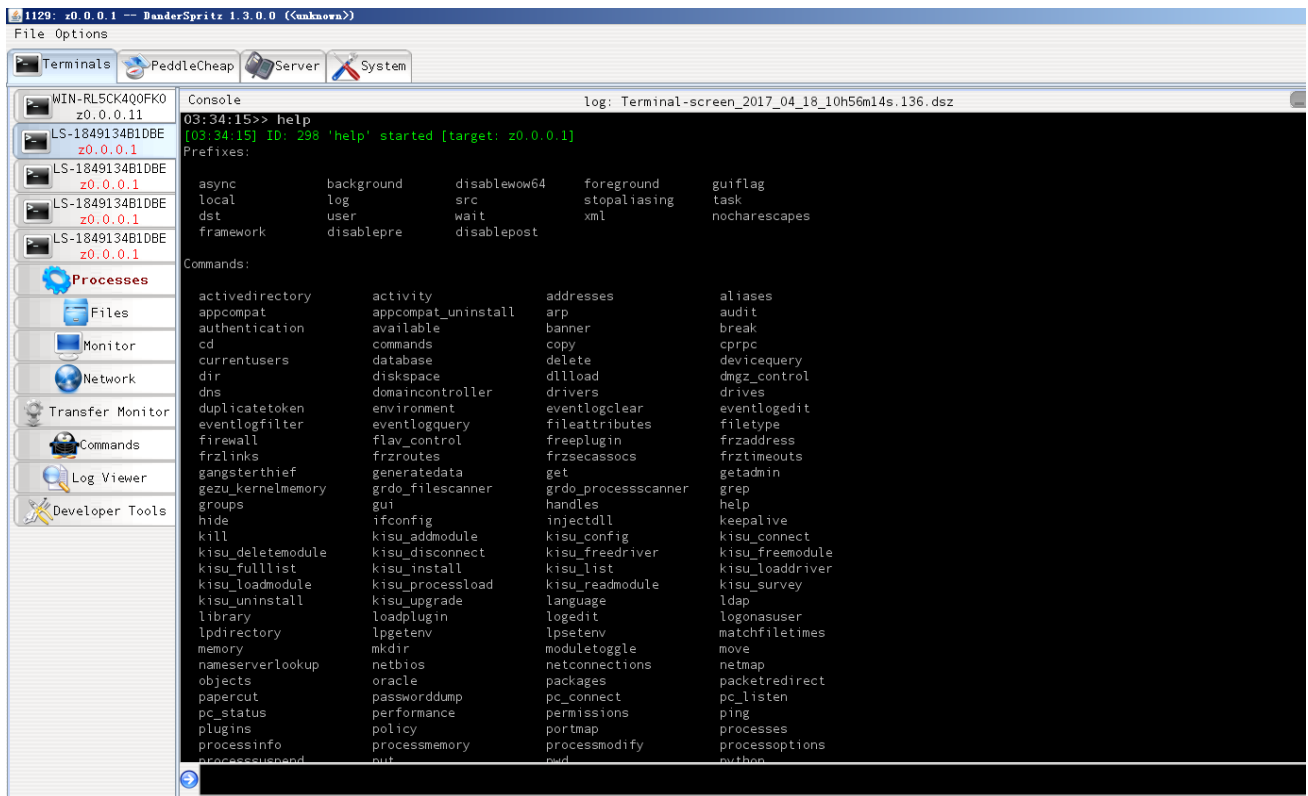 1129: z0.0.0.1 -- DanderSpritz 1.3.0.0 (<unknown>)
File Options
Terminals PeddleCheap Server System
WIN-RL5CK4QOFKO
z0.0.0.11
LS-1849134B1DBE
z0.0.0.1
LS-1849134B1DBE
z0.0.0.1
LS-1849134B1DBE
z0.0.0.1
LS-1849134B1DBE
z0.0.0.1
Processes
Files
Monitor
Network
Transfer Monitor
Commands
Log Viewer
Developer Tools
Console log: Terminal-screen_2017_04_18_10h56m14s.136.dsz
03:34:15>> help
[03:34:15] ID: 298 'help' started [target: z0.0.0.1]
Prefixes:
async background disablewow64 foreground guiflag
local log src stopaliasing task
dst user wait xml nocharescapes
framework disablepre disablepost
Commands:
activedirectory activity addresses aliases
appcompat appcompat_uninstall arp audit
authentication available banner break
cd commands copy cprpc
currentusers database delete devicequery
dir diskspace dllload dmgz_control
dns domaincontroller drivers drives
duplicatetoken environment eventlogclear eventlogedit
eventlogfilter eventlogquery fileattributes filetype
firewall flav_control freeplugin frzaddress
frzlinks frzroutes frzsecassocs frztimeouts
gangsterthief generatedata get getadmin
gezu_kernelmemory grdo_filescanner grdo_processscanner grep
groups gui handles help
hide ifconfig injectdll keepalive
kill kisu_addmodule kisu_config kisu_connect
kisu_deletemodule kisu_disconnect kisu_freedriver kisu_freemodule
kisu_fulllist kisu_install kisu_list kisu_loaddriver
kisu_loadmodule kisu_processload kisu_readmodule kisu_survey
kisu_uninstall kisu_upgrade language ldap
library loadplugin logedit logonasuser
lpdirectory lpgetenv lpsetenv matchfiletimes
memory mkdir moduletoggle move
nameserverlookup netbios netconnections netmap
objects oracle packages packetredirect
papercut passworddump pc_connect pc_listen
pc_status performance permissions ping
plugins policy portmap processes
processinfo processmemory processmodify processoptions
processsuspend put pwd python